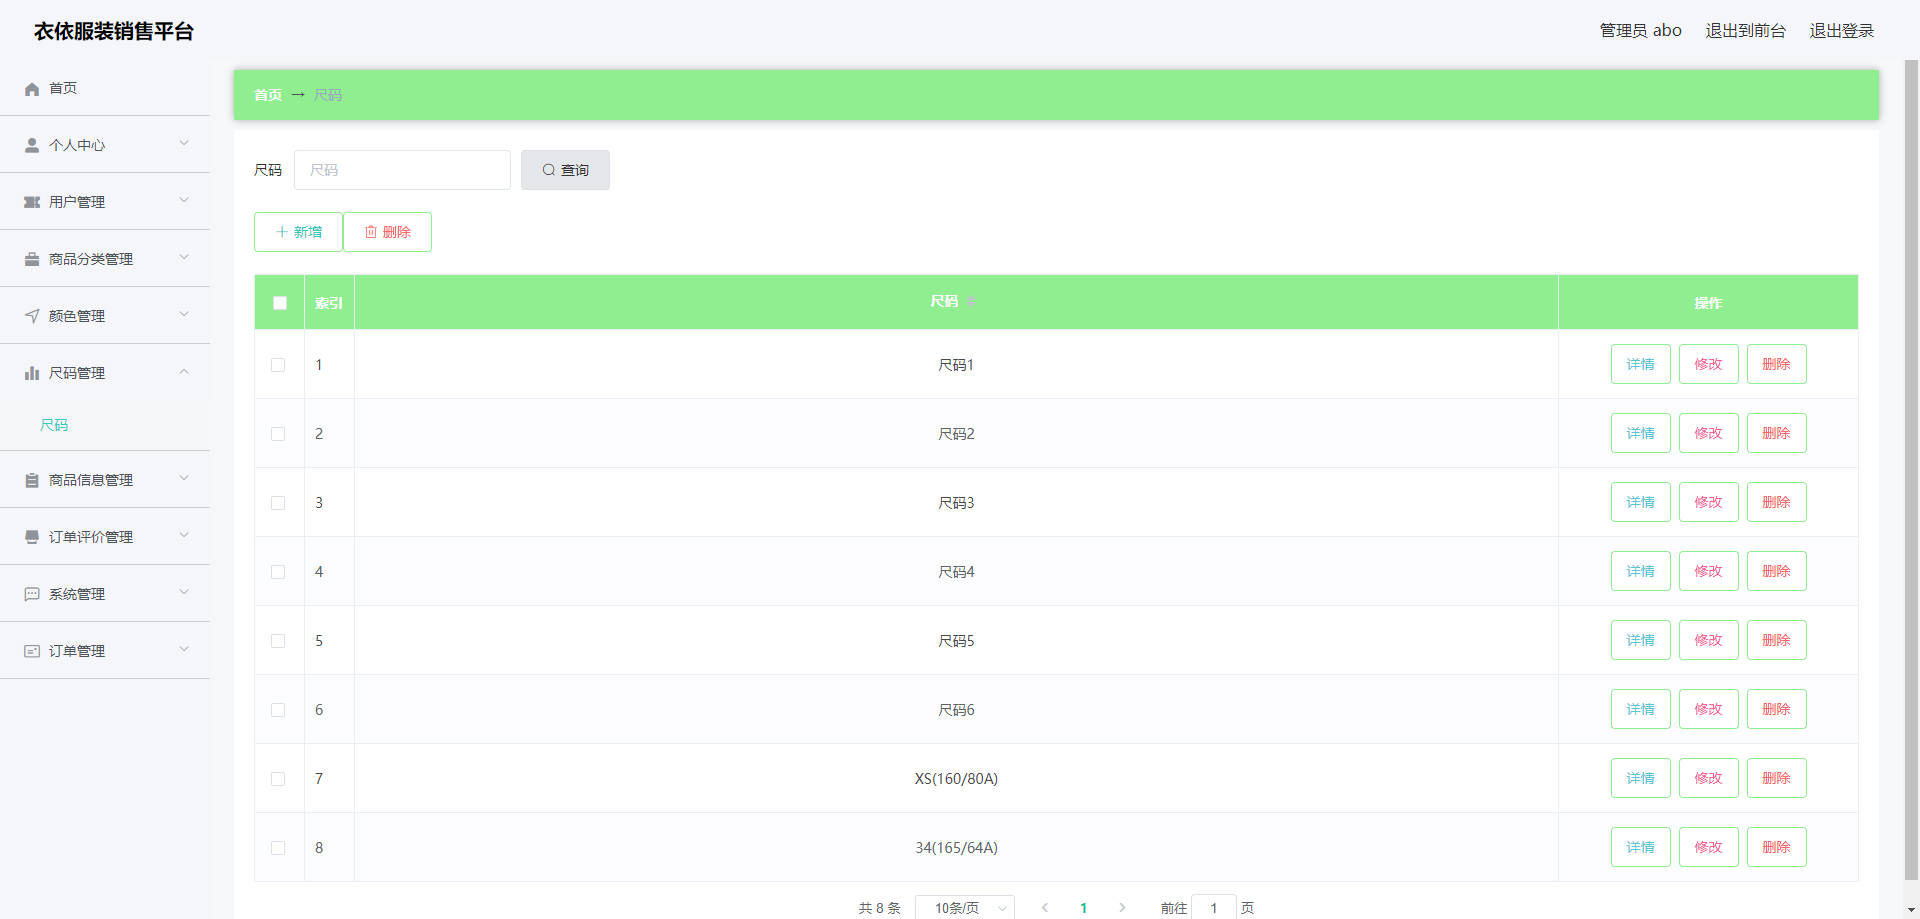 衣依服装销售平台
管理员 abo 退出到前台 退出登录
首页
个人中心
用户管理
商品分类管理
颜色管理
尺码管理
尺码
商品信息管理
订单评价管理
系统管理
订单管理
首页 → 尺码
尺码 尺码 查询
新增 删除
索引 尺码 操作
1 尺码1 详情 修改 删除
2 尺码2 详情 修改 删除
3 尺码3 详情 修改 删除
4 尺码4 详情 修改 删除
5 尺码5 详情 修改 删除
6 尺码6 详情 修改 删除
7 XS(160/80A) 详情 修改 删除
8 34(165/64A) 详情 修改 删除
共 8 条 10条/页 1 前往 1 页